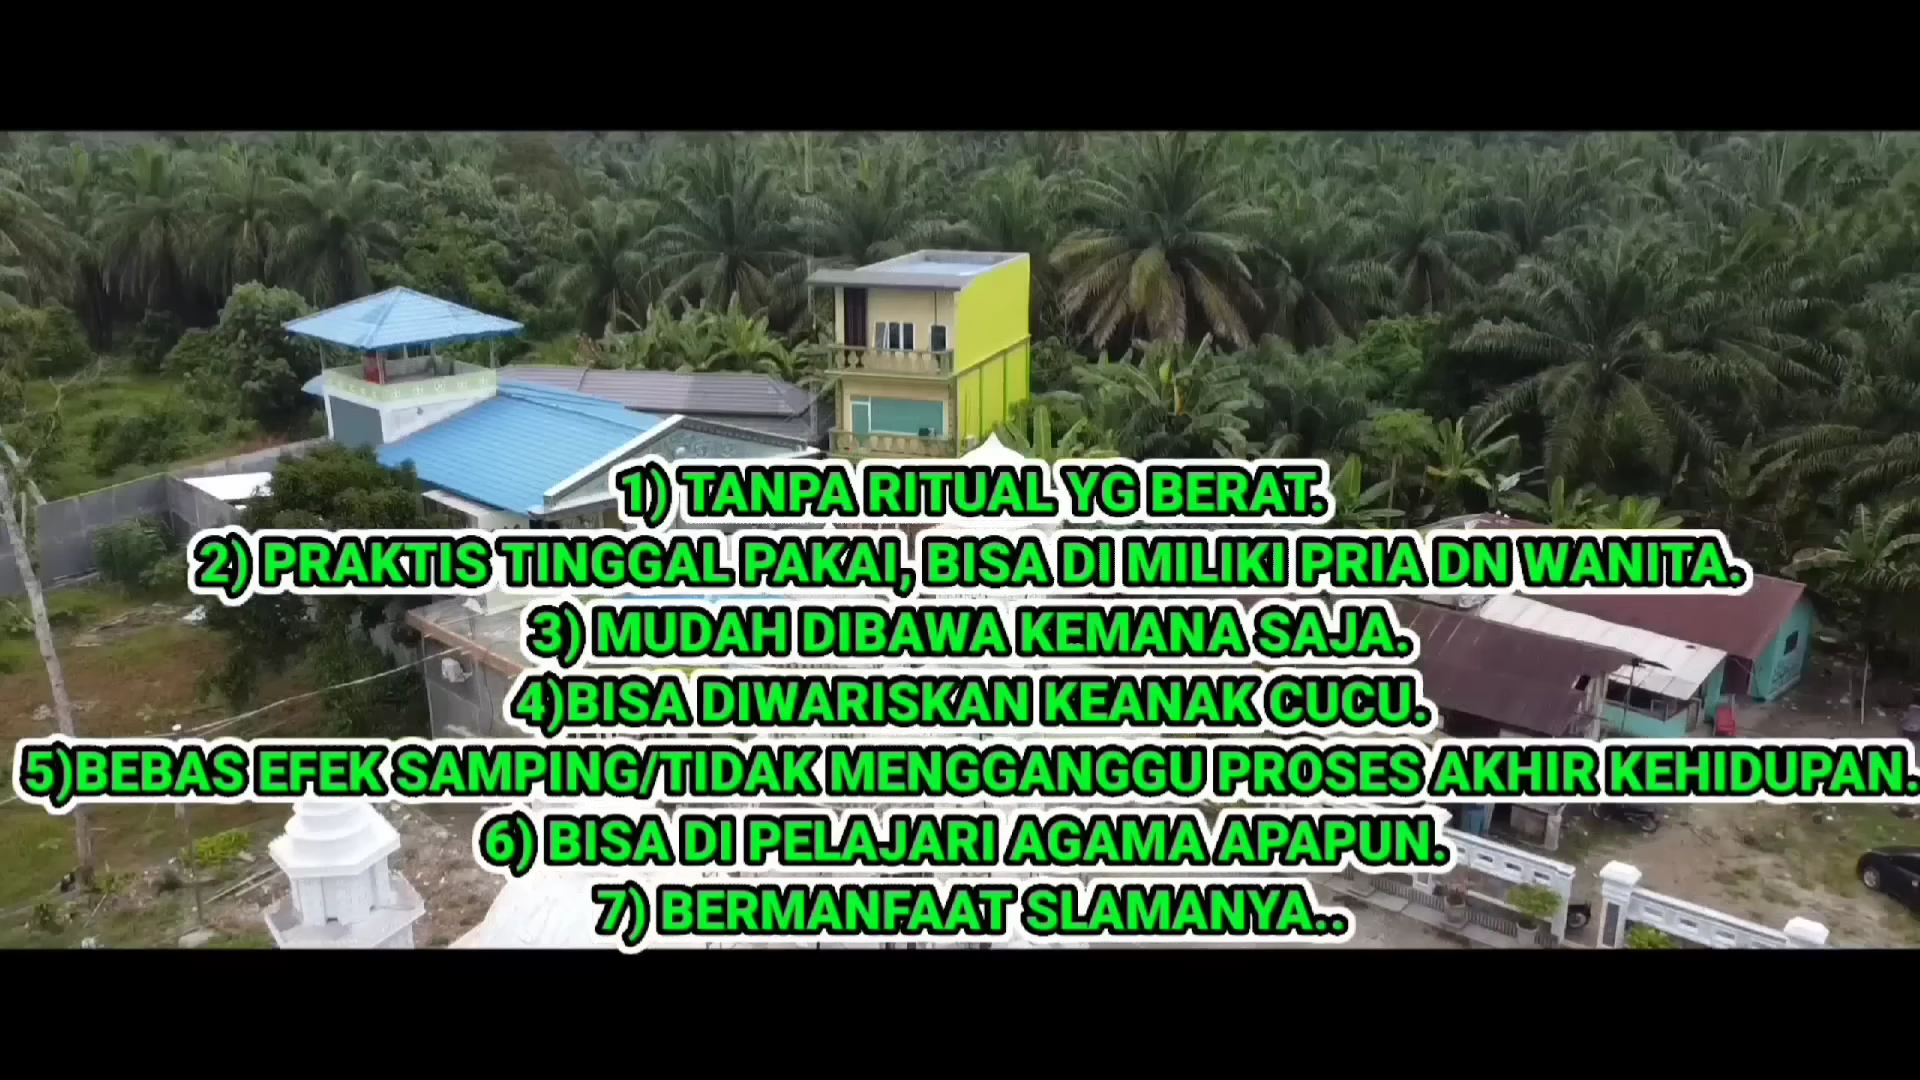 1) TANPA RITUAL YG BERAT.
2) PRAKTIS TINGGAL PAKAI, BISA DI MILIKI PRIA DN WANITA.
3) MUDAH DIBAWA KEMANA SAJA.
4)BISA DIWARISKAN KEANAK CUCU.
5)BEBAS EFEK SAMPING/TIDAK MENGGANGGU PROSES AKHIR KEHIDUPAN.
6) BISA DI PELAJARI AGAMA APAPUN.
7) BERMANFAAT SLAMANYA..